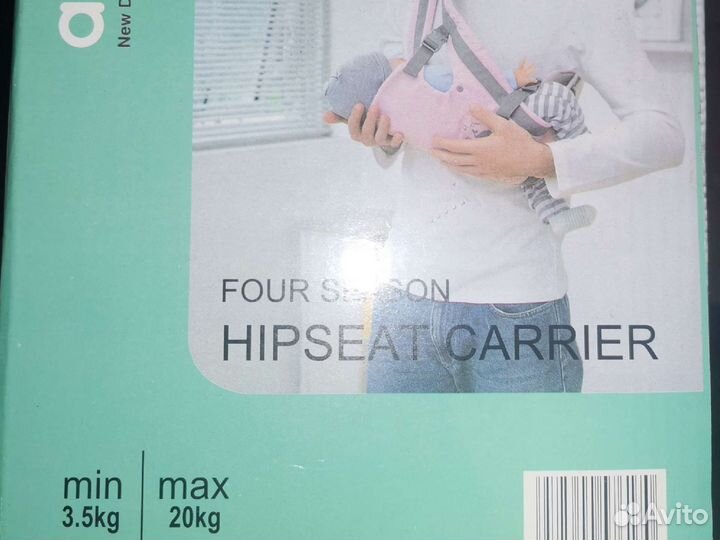 a
New D
FOUR SEASON
HIPSEAT CARRIER
min max
3.5kg 20kg
Avito